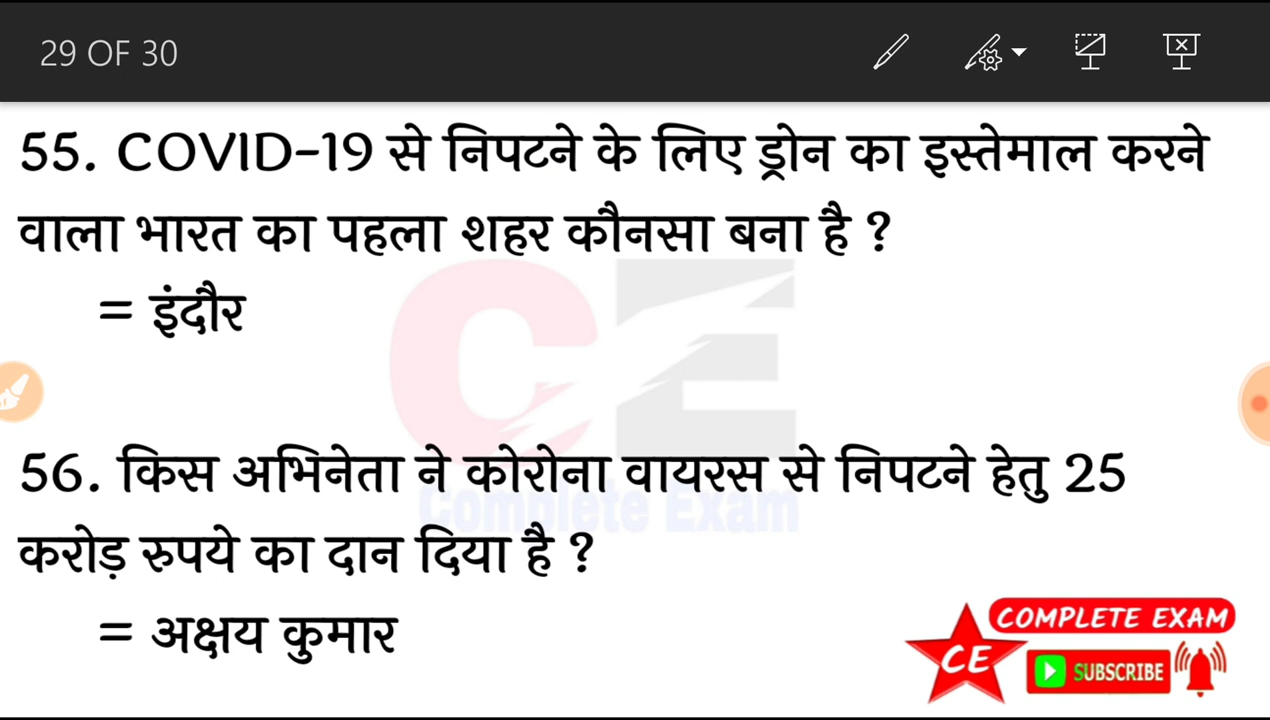 29 OF 30
55. COVID-19 से निपटने के लिए ड्रोन का इस्तेमाल करने
वाला भारत का पहला शहर कौनसा बना है ?
= इंदौर
CE
Complete Exam
56. किस अभिनेता ने कोरोना वायरस से निपटने हेतु 25
करोड़ रुपये का दान दिया है ?
= अक्षय कुमार
COMPLETE EXAM
CE
SUBSCRIBE